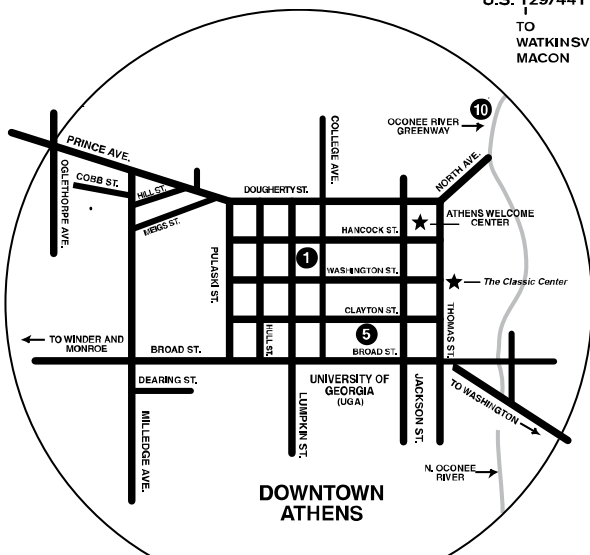 U.S. 129/441
TO
WATKINSV
MACON
10
OCONEE RIVER
GREENWAY
COLLEGE AVE.
PRINCE AVE.
NORTH AVE.
COBB ST.
HILL ST.
OGLETHORPE AVE.
DOUGHERTY ST.
MEIGS ST.
ATHENS WELCOME
CENTER
HANCOCK ST.
PULASKI ST.
1
WASHINGTON ST.
The Classic Center
CLAYTON ST.
THOMAS ST.
HULL ST.
5
TO WINDER AND
MONROE
BROAD ST.
BROAD ST.
DEARING ST.
UNIVERSITY OF
GEORGIA
(UGA)
TO WASHINGTON
MILLEDGE AVE.
LUMPKIN ST.
JACKSON ST.
N. OCONEE
RIVER
DOWNTOWN
ATHENS